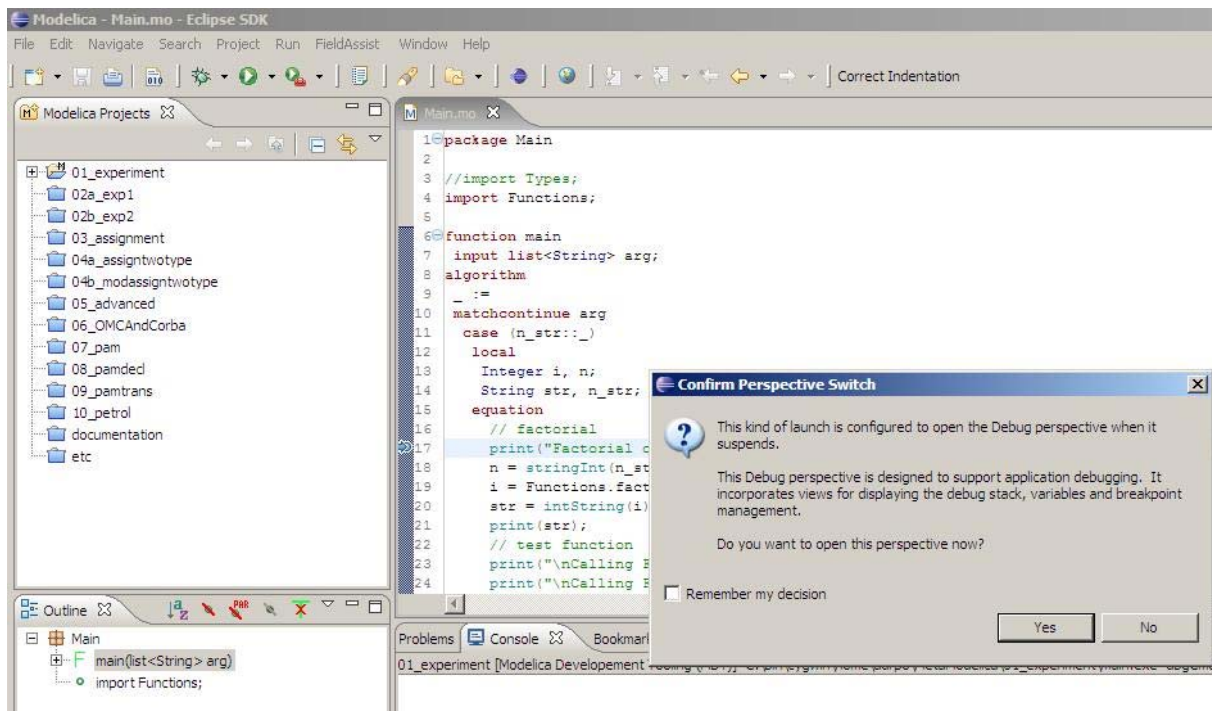 Modelica - Main.mo - Eclipse SDK
File Edit Navigate Search Project Run FieldAssist Window Help
Correct Indentation
Modelica Projects
01_experiment
02a_exp1
02b_exp2
03_assignment
04a_assigntwotype
04b_modassigntwotype
05_advanced
06_OMCAndCorba
07_pam
08_pamdecl
09_pamtrans
10_petrol
documentation
etc
Main.mo
1 package Main
2
3 //import Types;
4 import Functions;
5
6 function main
7 input list<String> arg;
8 algorithm
9 _ :=
10 matchcontinue arg
11 case (n_str::_)
12 local
13 Integer i, n;
14 String str, n_str;
15 equation
16 // factorial
17 print("Factorial
18 n = stringInt(n_st
19 i = Functions.fact
20 str = intString(i)
21 print(str);
22 // test function
23 print("\nCalling
24 print("\nCalling
Confirm Perspective Switch
This kind of launch is configured to open the Debug perspective when it
suspends.
This Debug perspective is designed to support application debugging. It
incorporates views for displaying the debug stack, variables and breakpoint
management.
Do you want to open this perspective now?
Remember my decision
Yes No
Outline
Main
main(list<String> arg)
import Functions;
Problems Console Bookmar
01_experiment [Modelica Developement